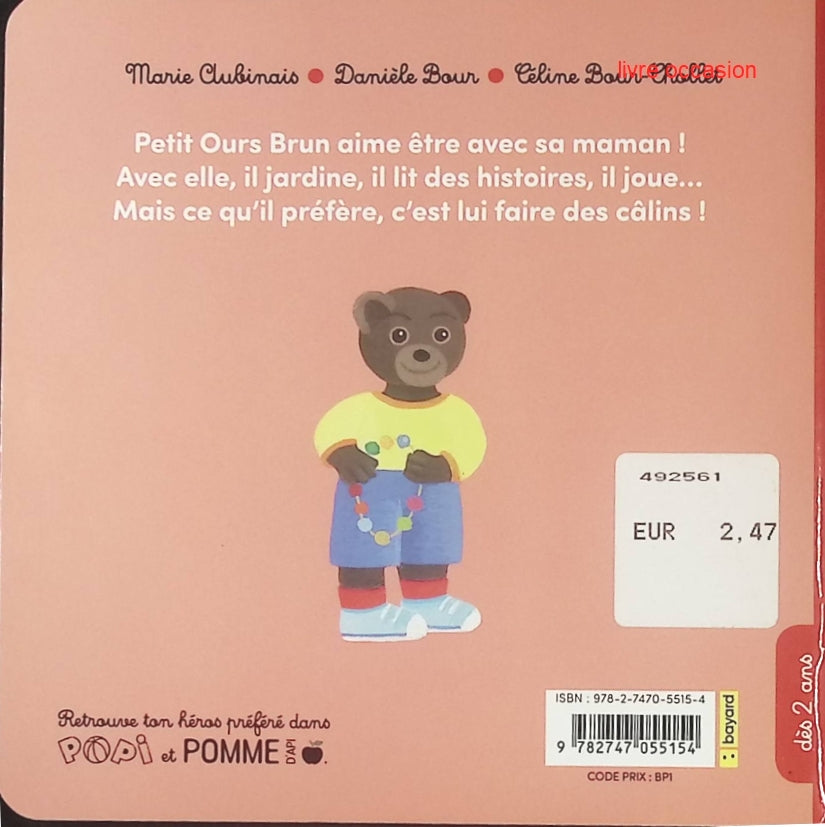 Marie Aubinais • Danièle Bour • Céline Bour-Chollet
livre occasion
Petit Ours Brun aime être avec sa maman !
Avec elle, il jardine, il lit des histoires, il joue...
Mais ce qu'il préfère, c'est lui faire des câlins !
492561
EUR 2,47
dès 2 ans
Retrouve ton héros préféré dans
POPi et POMME D'API.
ISBN : 978-2-7470-5515-4
9 782747 055154
bayard
CODE PRIX : BP1